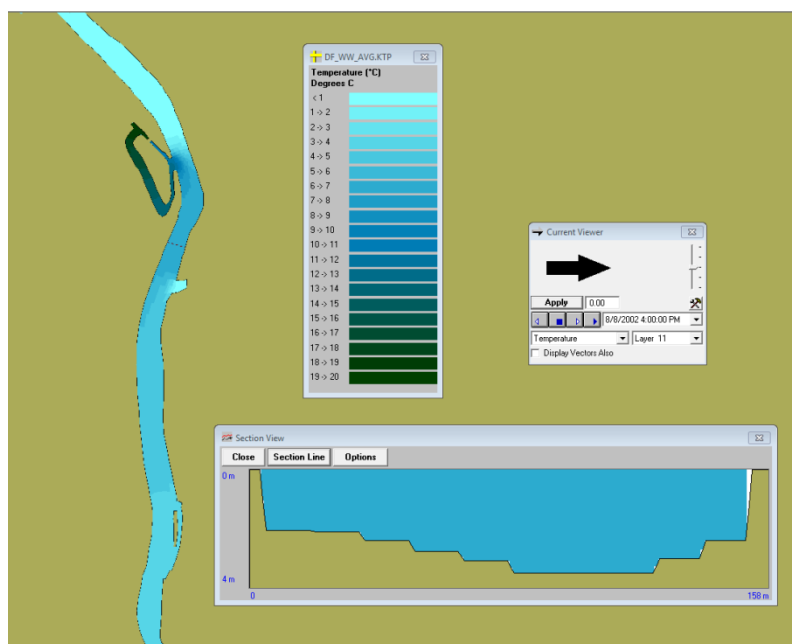 DF_WW_AVG.KTP
Temperature (°C)
Degrees C
< 1
1 -> 2
2 -> 3
3 -> 4
4 -> 5
5 -> 6
6 -> 7
7 -> 8
8 -> 9
9 -> 10
10 -> 11
11 -> 12
12 -> 13
13 -> 14
14 -> 15
15 -> 16
16 -> 17
17 -> 18
18 -> 19
19 -> 20
Current Viewer
Apply 0.00
8/8/2002 4:00:00 PM
Temperature Layer 11
Display Vectors Also
Section View
Close Section Line Options
0 m
4 m
0 158 m